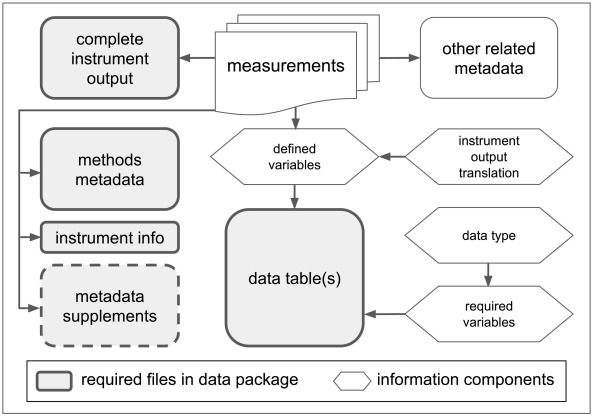 complete
instrument
output
measurements
other related
metadata
methods
metadata
defined
variables
instrument
output
translation
instrument info
data table(s)
data type
metadata
supplements
required
variables
required files in data package
information components